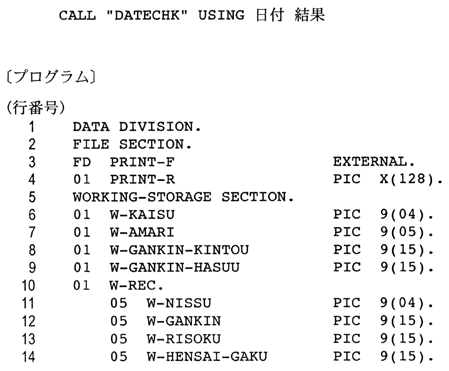 CALL "DATECHK" USING 日付 結果
〔プログラム〕
(行番号)
1 DATA DIVISION.
2 FILE SECTION.
3 FD PRINT-F EXTERNAL.
4 01 PRINT-R PIC X(128).
5 WORKING-STORAGE SECTION.
6 01 W-KAISU PIC 9(04).
7 01 W-AMARI PIC 9(05).
8 01 W-GANKIN-KINTOU PIC 9(15).
9 01 W-GANKIN-HASUU PIC 9(15).
10 01 W-REC.
11 05 W-NISSU PIC 9(04).
12 05 W-GANKIN PIC 9(15).
13 05 W-RISOKU PIC 9(15).
14 05 W-HENSAI-GAKU PIC 9(15).